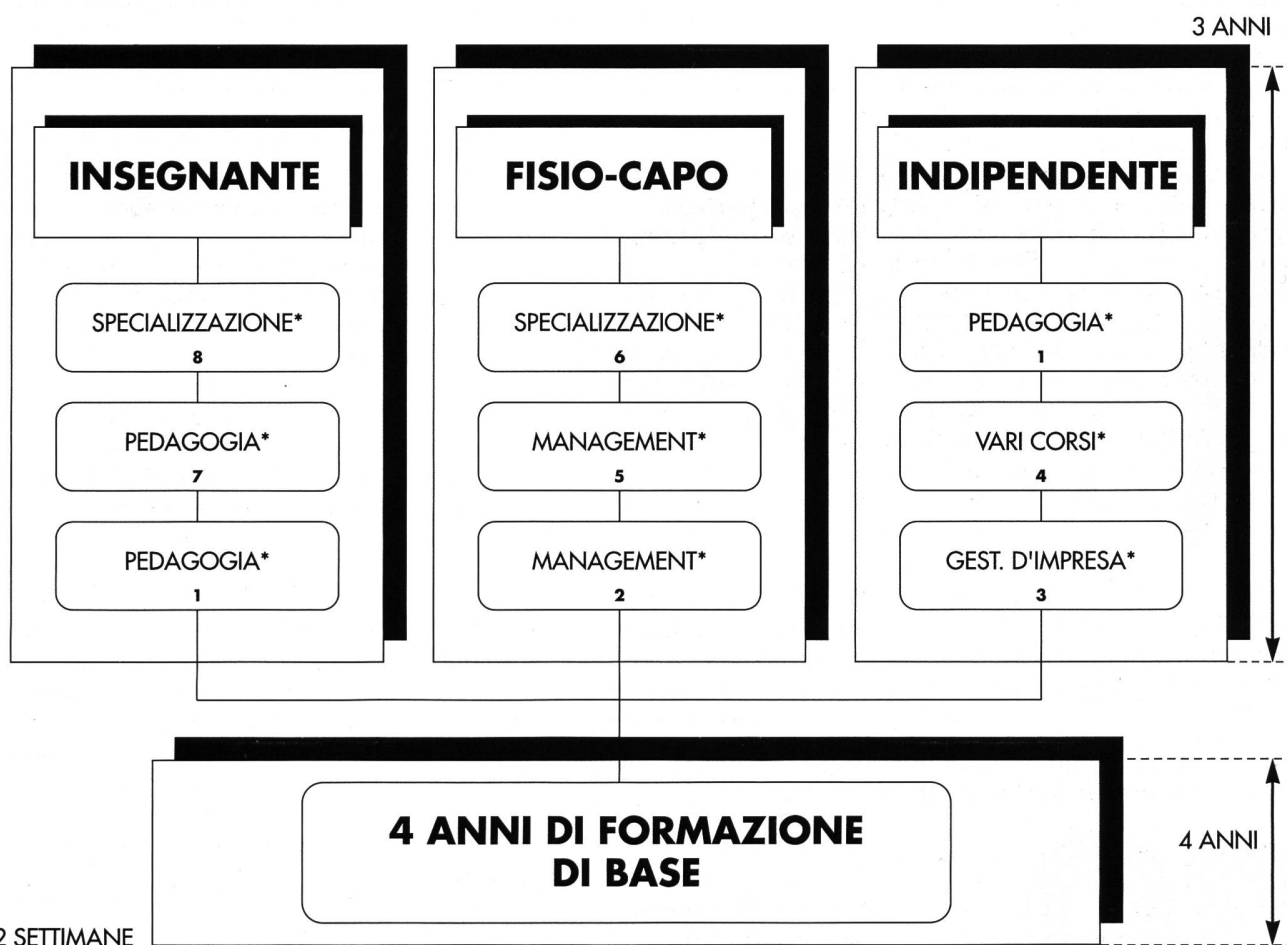 3 ANNI
INSEGNANTE
SPECIALIZZAZIONE*
8
PEDAGOGIA*
7
PEDAGOGIA*
1
FISIO-CAPO
SPECIALIZZAZIONE*
6
MANAGEMENT*
5
MANAGEMENT*
2
INDIPENDENTE
PEDAGOGIA*
1
VARI CORSI*
4
GEST. D'IMPRESA*
3
4 ANNI DI FORMAZIONE
DI BASE
4 ANNI
2 SETTIMANE